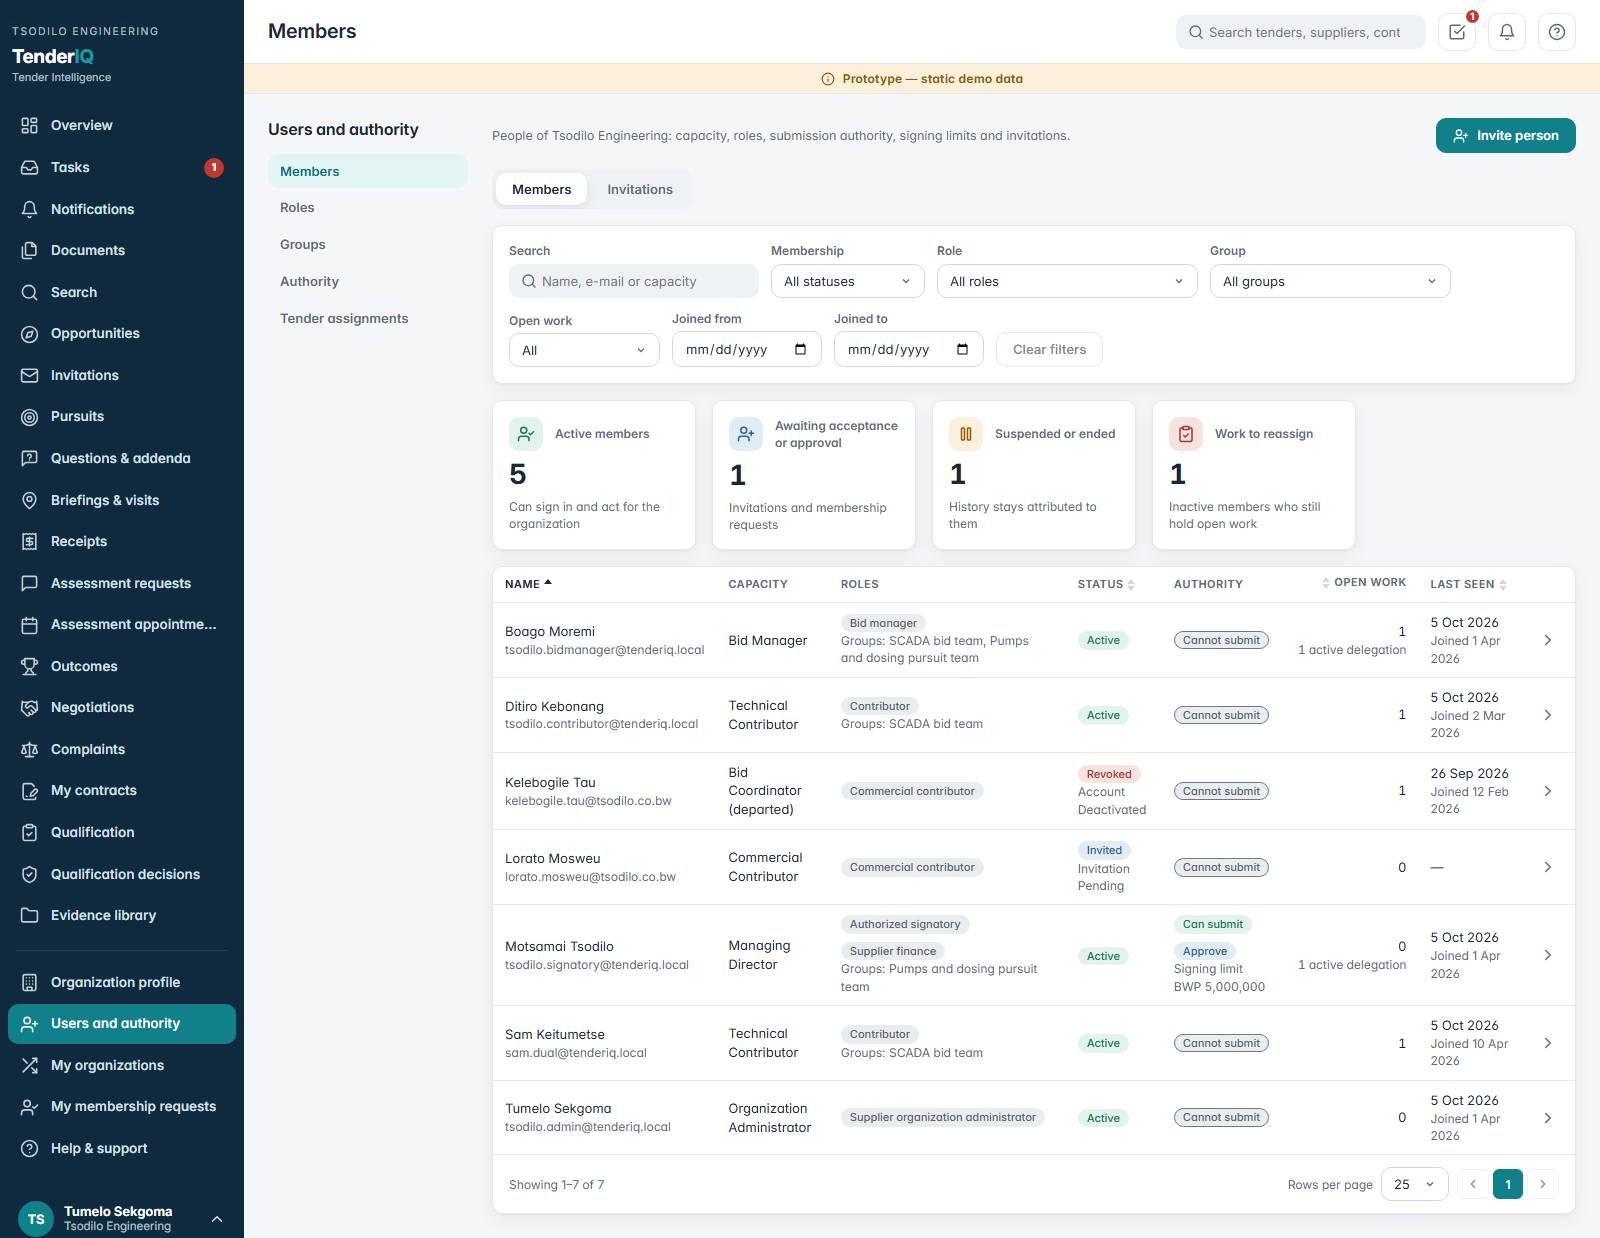 TSODILO ENGINEERING
TenderIQ
Tender Intelligence
Overview
Tasks 1
Notifications
Documents
Search
Opportunities
Invitations
Pursuits
Questions & addenda
Briefings & visits
Receipts
Assessment requests
Assessment appointme...
Outcomes
Negotiations
Complaints
My contracts
Qualification
Qualification decisions
Evidence library
Organization profile
Users and authority
My organizations
My membership requests
Help & support
TS
Tumelo Sekgoma
Tsodilo Engineering
Members
Search tenders, suppliers, cont
1
Prototype — static demo data
Users and authority
Members
Roles
Groups
Authority
Tender assignments
People of Tsodilo Engineering: capacity, roles, submission authority, signing limits and invitations.
Invite person
Members Invitations
Search Membership Role Group
Name, e-mail or capacity All statuses All roles All groups
Open work Joined from Joined to
All mm/dd/yyyy mm/dd/yyyy Clear filters
Active members
5
Can sign in and act for the
organization
Awaiting acceptance
or approval
1
Invitations and membership
requests
Suspended or ended
1
History stays attributed to
them
Work to reassign
1
Inactive members who still
hold open work
NAME CAPACITY ROLES STATUS AUTHORITY OPEN WORK LAST SEEN
Boago Moremi
tsodilo.bidmanager@tenderiq.local
Bid Manager
Bid manager
Groups: SCADA bid team, Pumps
and dosing pursuit team
Active
Cannot submit
1
1 active delegation
5 Oct 2026
Joined 1 Apr
2026
Ditiro Kebonang
tsodilo.contributor@tenderiq.local
Technical
Contributor
Contributor
Groups: SCADA bid team
Active
Cannot submit
1
5 Oct 2026
Joined 2 Mar
2026
Kelebogile Tau
kelebogile.tau@tsodilo.co.bw
Bid
Coordinator
(departed)
Commercial contributor
Revoked
Account
Deactivated
Cannot submit
1
26 Sep 2026
Joined 12 Feb
2026
Lorato Mosweu
lorato.mosweu@tsodilo.co.bw
Commercial
Contributor
Commercial contributor
Invited
Invitation
Pending
Cannot submit
0
—
Motsamai Tsodilo
tsodilo.signatory@tenderiq.local
Managing
Director
Authorized signatory
Supplier finance
Groups: Pumps and dosing pursuit
team
Active
Can submit
Approve
Signing limit
BWP 5,000,000
0
1 active delegation
5 Oct 2026
Joined 1 Apr
2026
Sam Keitumetse
sam.dual@tenderiq.local
Technical
Contributor
Contributor
Groups: SCADA bid team
Active
Cannot submit
1
5 Oct 2026
Joined 10 Apr
2026
Tumelo Sekgoma
tsodilo.admin@tenderiq.local
Organization
Administrator
Supplier organization administrator
Active
Cannot submit
0
5 Oct 2026
Joined 1 Apr
2026
Showing 1–7 of 7
Rows per page 25 1